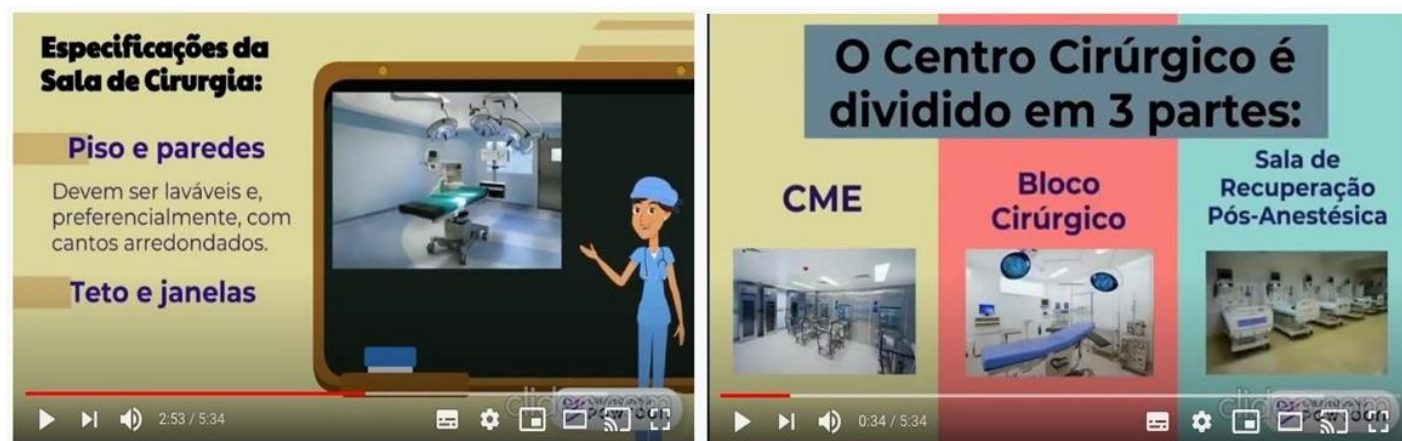 Especificações da
Sala de Cirurgia:
Piso e paredes
Devem ser laváveis e,
preferencialmente, com
cantos arredondados.
Teto e janelas
2:53 / 5:34
O Centro Cirúrgico é
dividido em 3 partes:
CME
Bloco
Cirúrgico
Sala de
Recuperação
Pós-Anestésica
0:34 / 5:34